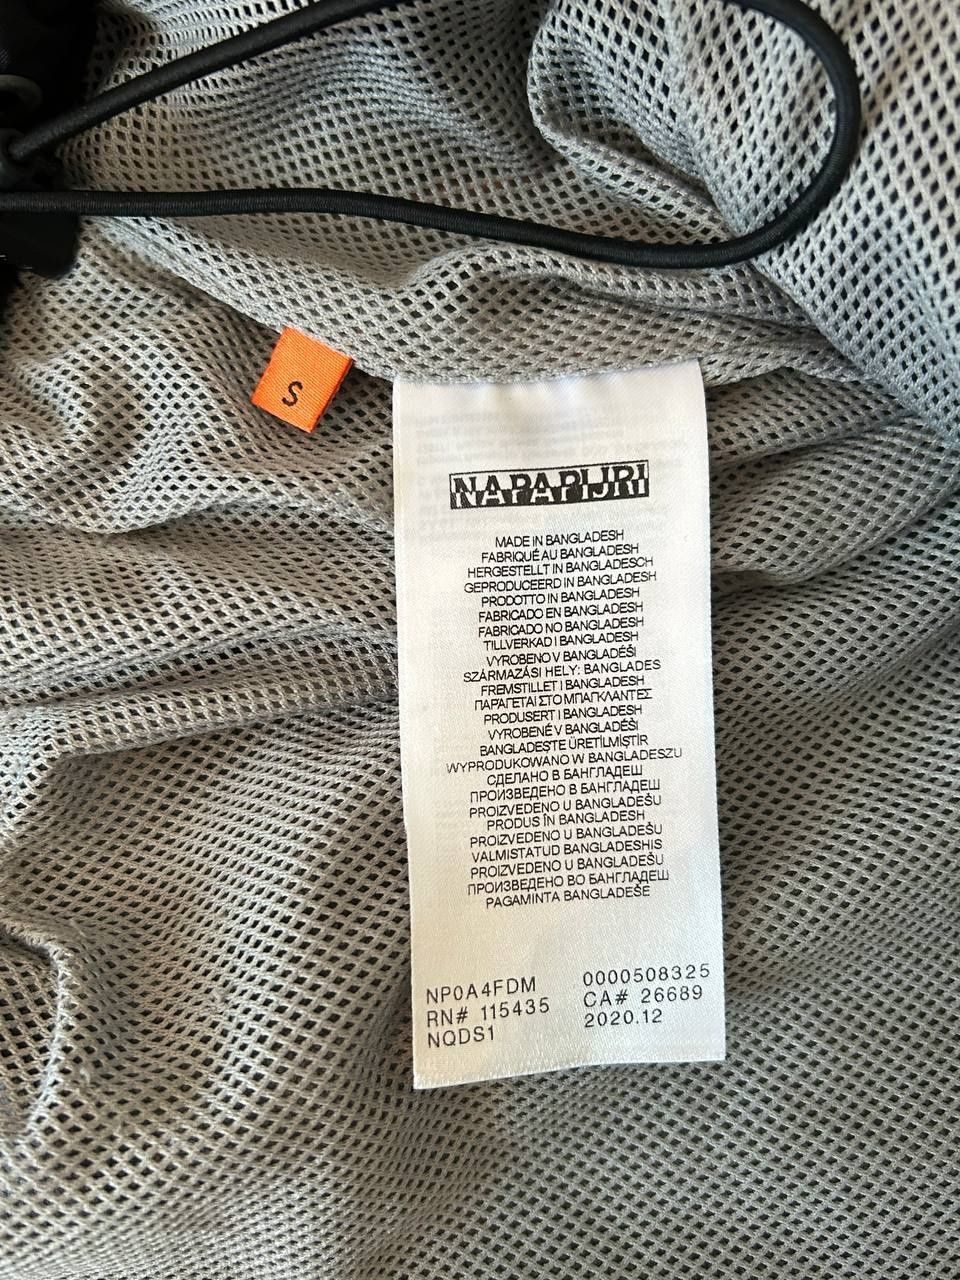 S
NAPAPIJRI
MADE IN BANGLADESH
FABRIQUÉ AU BANGLADESH
HERGESTELLT IN BANGLADESCH
GEPRODUCEERD IN BANGLADESH
PRODOTTO IN BANGLADESH
FABRICADO EN BANGLADESH
FABRICADO NO BANGLADESH
TILLVERKAD I BANGLADESH
VYROBENO V BANGLADÉŠI
SZÁRMAZÁSI HELY: BANGLADES
FREMSTILLET I BANGLADESH
ΠΑΡΑΓΕΤΑΙ ΣΤΟ ΜΠΑΓΚΛΑΝΤΕΣ
PRODUSERT I BANGLADESH
VYROBENÉ V BANGLADÉŠI
BANGLADEŞTE ÜRETİLMİŞTİR
WYPRODUKOWANO W BANGLADESZU
СДЕЛАНО В БАНГЛАДЕШ
ПРОИЗВЕДЕНО В БАНГЛАДЕШ
PROIZVEDENO U BANGLADEŠU
PRODUS ÎN BANGLADESH
PROIZVEDENO U BANGLADEŠU
VALMISTATUD BANGLADESHIS
PROIZVEDENO U BANGLADEŠU
ПРОИЗВЕДЕНО ВО БАНГЛАДЕШ
PAGAMINTA BANGLADEŠE
NP0A4FDM 0000508325
RN# 115435 CA# 26689
NQDS1 2020.12